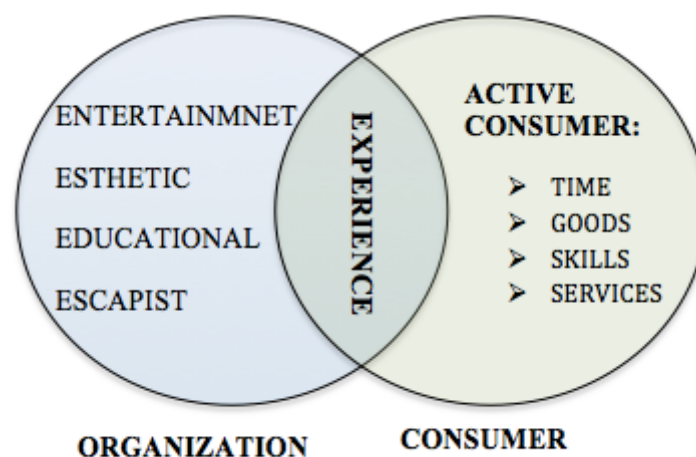 ENTERTAINMNET
ESTHETIC
EDUCATIONAL
ESCAPIST
EXPERIENCE
ACTIVE
CONSUMER:
➢ TIME
➢ GOODS
➢ SKILLS
➢ SERVICES
ORGANIZATION
CONSUMER